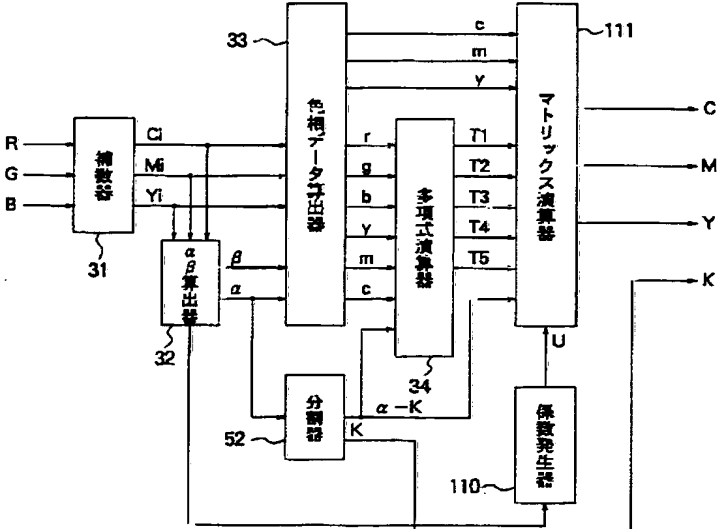 R
G
B
補数器
31
Ci
Mi
Yi
αβ算出器
32
β
α
33
色相データ算出器
c
m
y
r
g
b
y
m
c
多項式演算器
34
T1
T2
T3
T4
T5
分割器
52
α-K
K
マトリックス演算器
111
U
係数発生器
110
C
M
Y
K